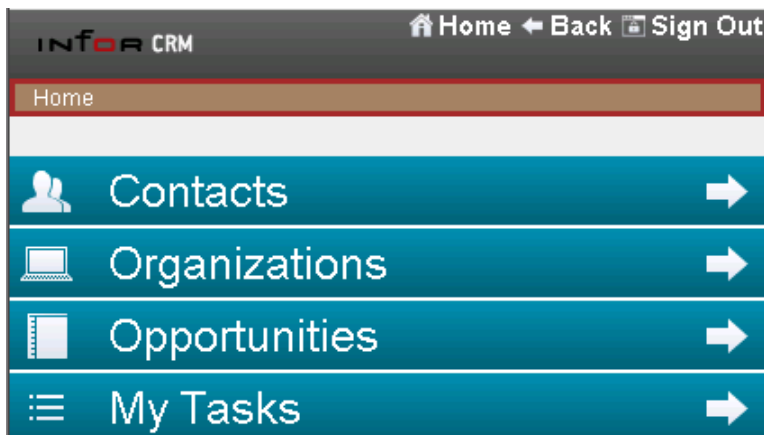 infor CRM
Home Back Sign Out
Home
Contacts
Organizations
Opportunities
My Tasks